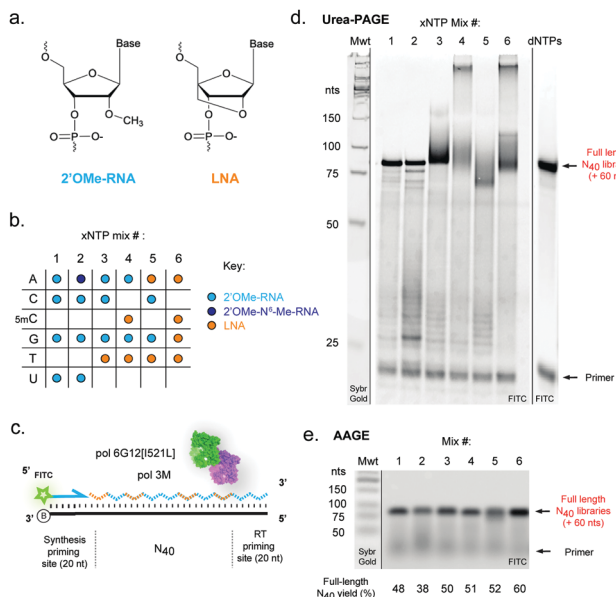 a.
Base
O
O
O
O
CH3
O=P-O-
2'OMe-RNA
Base
O
O
O
O
O=P-O-
LNA
b.
xNTP mix # :
1 2 3 4 5 6
A
C
5mC
G
T
U
Key:
2'OMe-RNA
2'OMe-N6-Me-RNA
LNA
c.
pol 6G12[I521L]
pol 3M
5'
FITC
3'
3'
B
5'
Synthesis
priming
site (20 nt)
N40
RT
priming
site (20 nt)
d. Urea-PAGE
xNTP Mix #:
Mwt 1 2 3 4 5 6 dNTPs
nts
200
150
100
75
50
25
Full len
N40 libra
(+ 60 n
Primer
Sybr
Gold
FITC
FITC
e. AAGE
Mix #:
nts Mwt 1 2 3 4 5 6
150
100
75
50
Full length
N40 libraries
(+ 60 nts)
Primer
Sybr
Gold
FITC
Full-length
N40 yield (%)
48 38 50 51 52 60